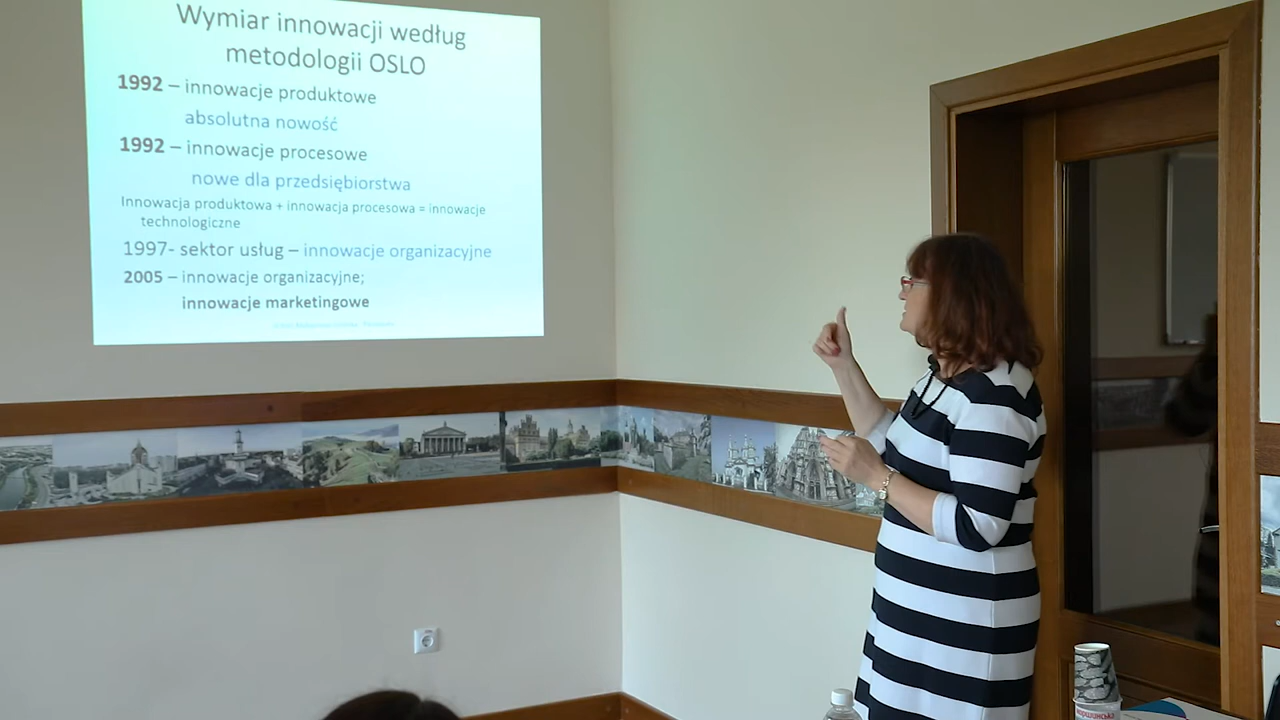 Wymiar innowacji według
metodologii OSLO
1992 – innowacje produktowe
absolutna nowość
1992 – innowacje procesowe
nowe dla przedsiębiorstwa
Innowacja produktowa + innowacja procesowa = innowacje
technologiczne
1997- sektor usług – innowacje organizacyjne
2005 – innowacje organizacyjne;
innowacje marketingowe